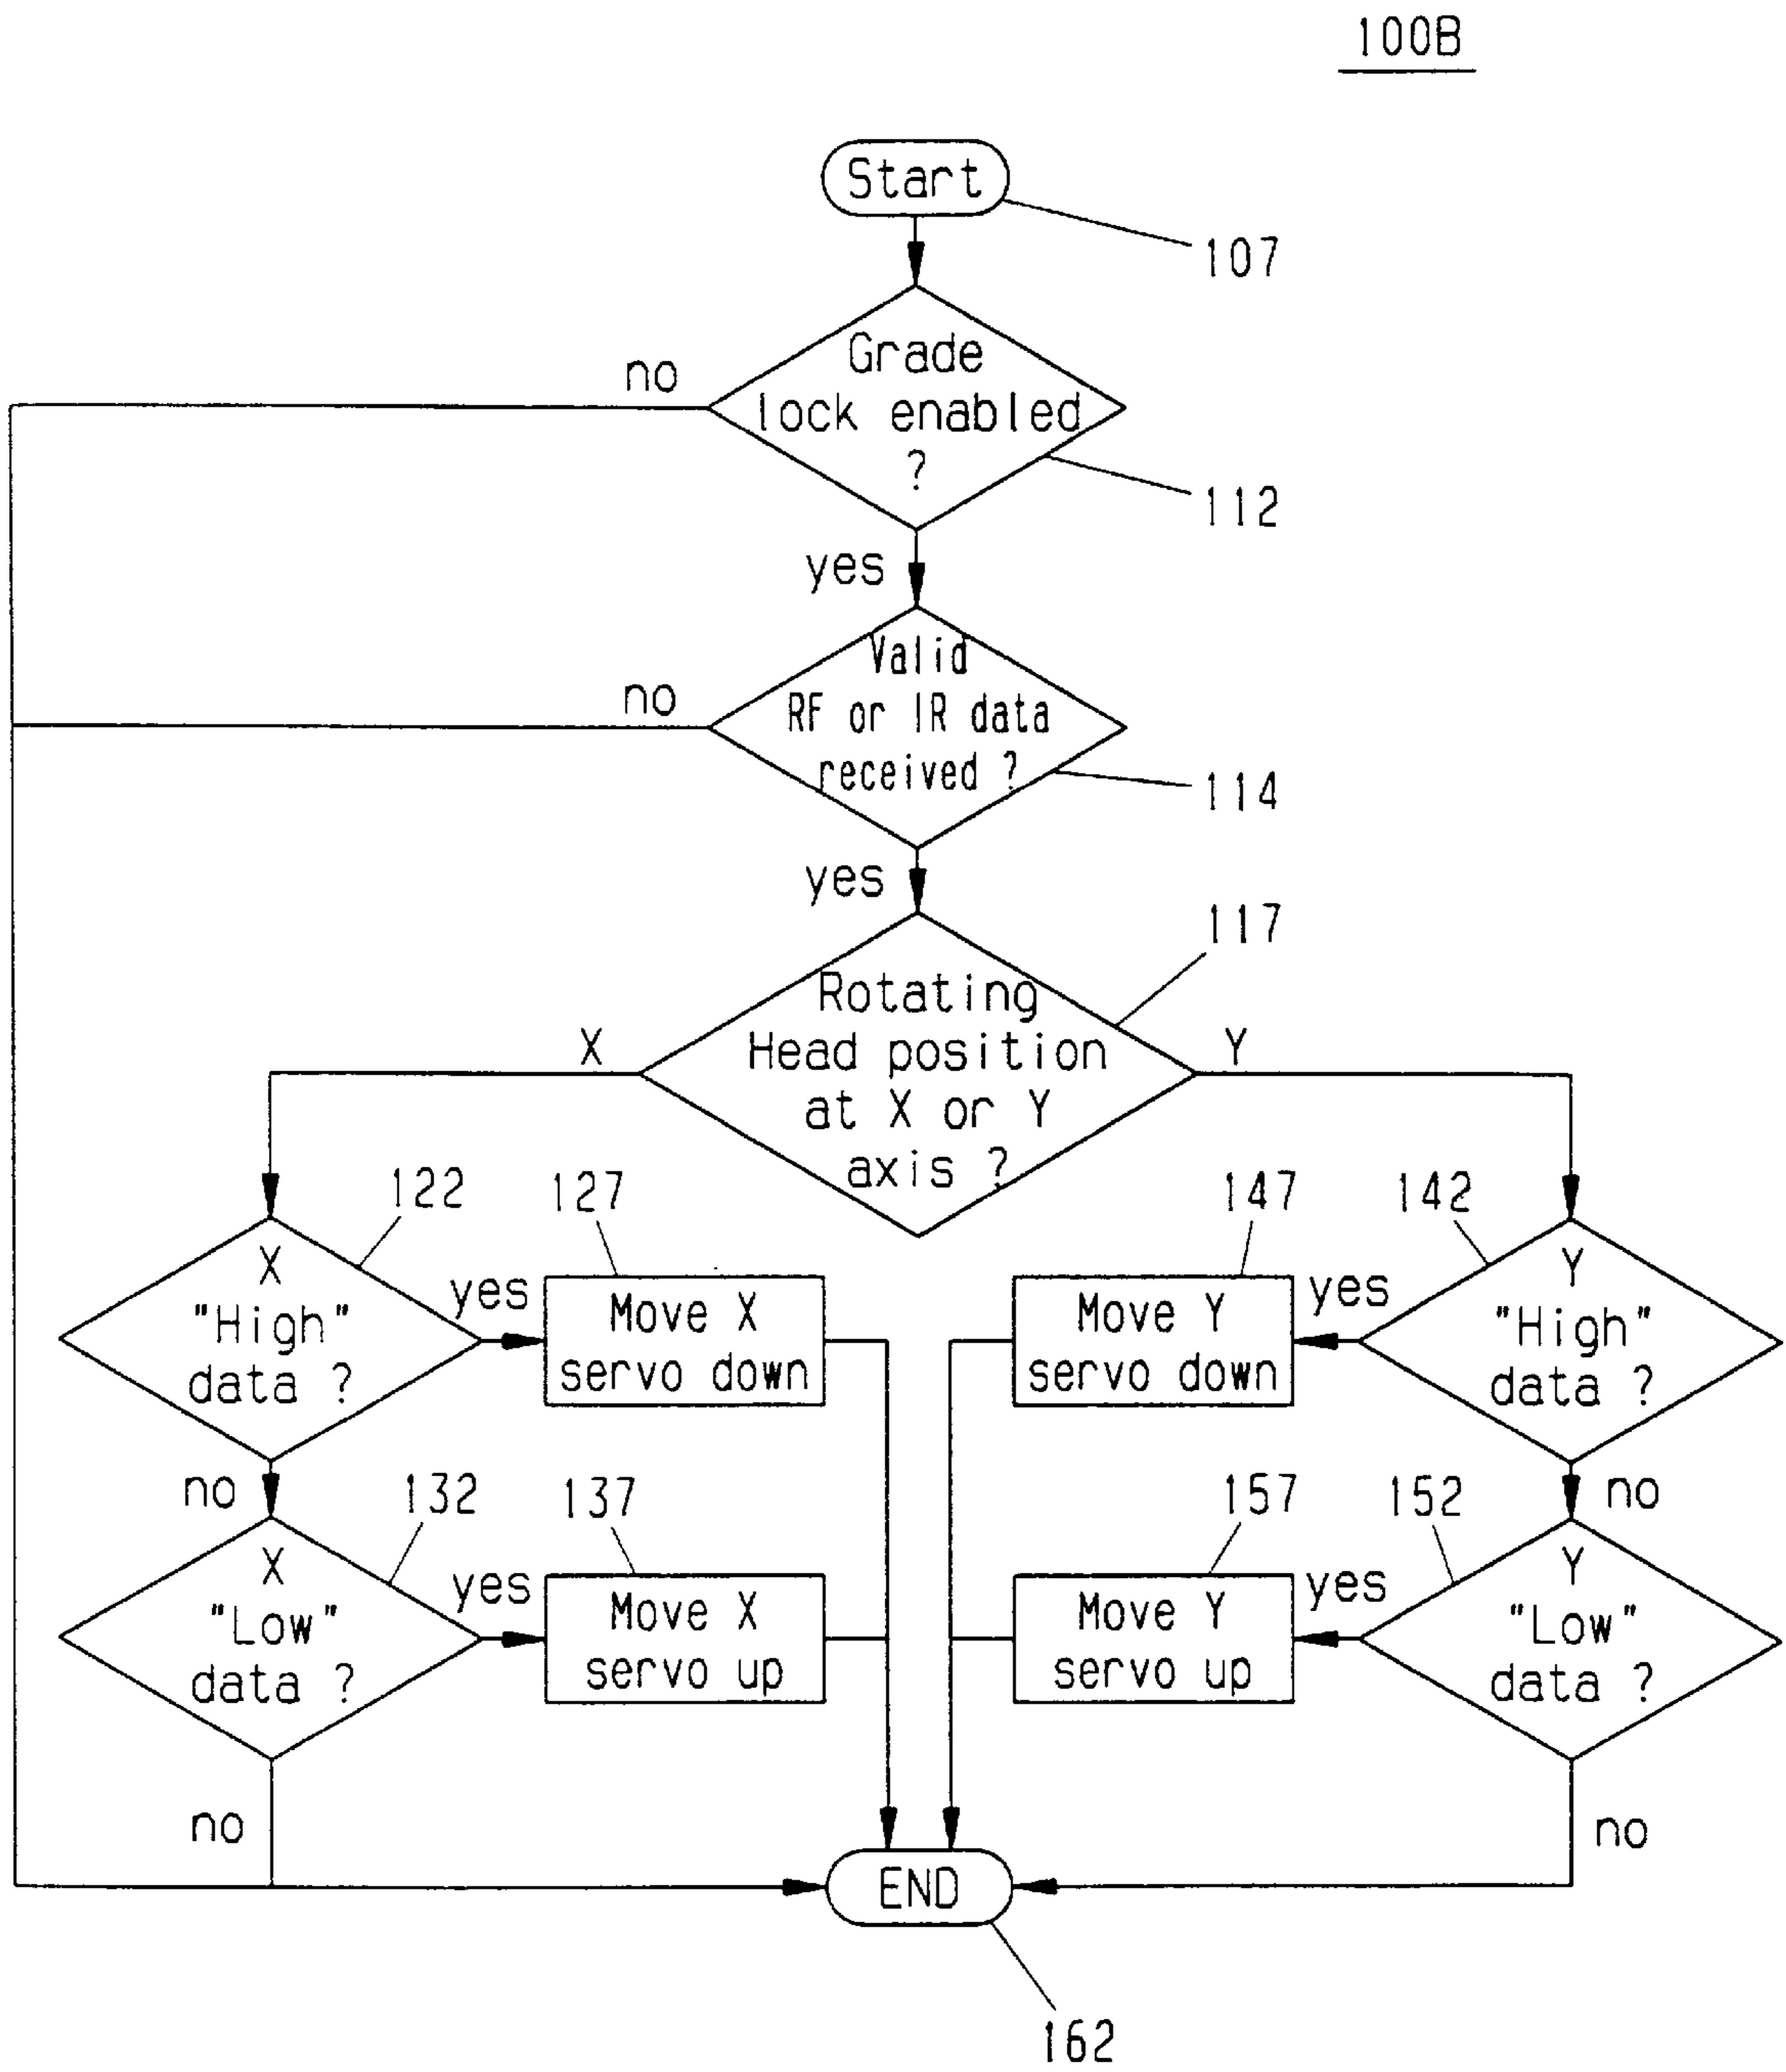 100B
Start
107
Grade
lock enabled
?
no
112
yes
Valid
RF or IR data
received ?
no
114
yes
117
Rotating
Head position
at X or Y
axis ?
X
Y
122
127
147
142
X
"High"
data ?
yes
Move X
servo down
Move Y
servo down
yes
Y
"High"
data ?
no
132
137
157
152
no
X
"Low"
data ?
yes
Move X
servo up
Move Y
servo up
yes
Y
"Low"
data ?
no
no
END
162